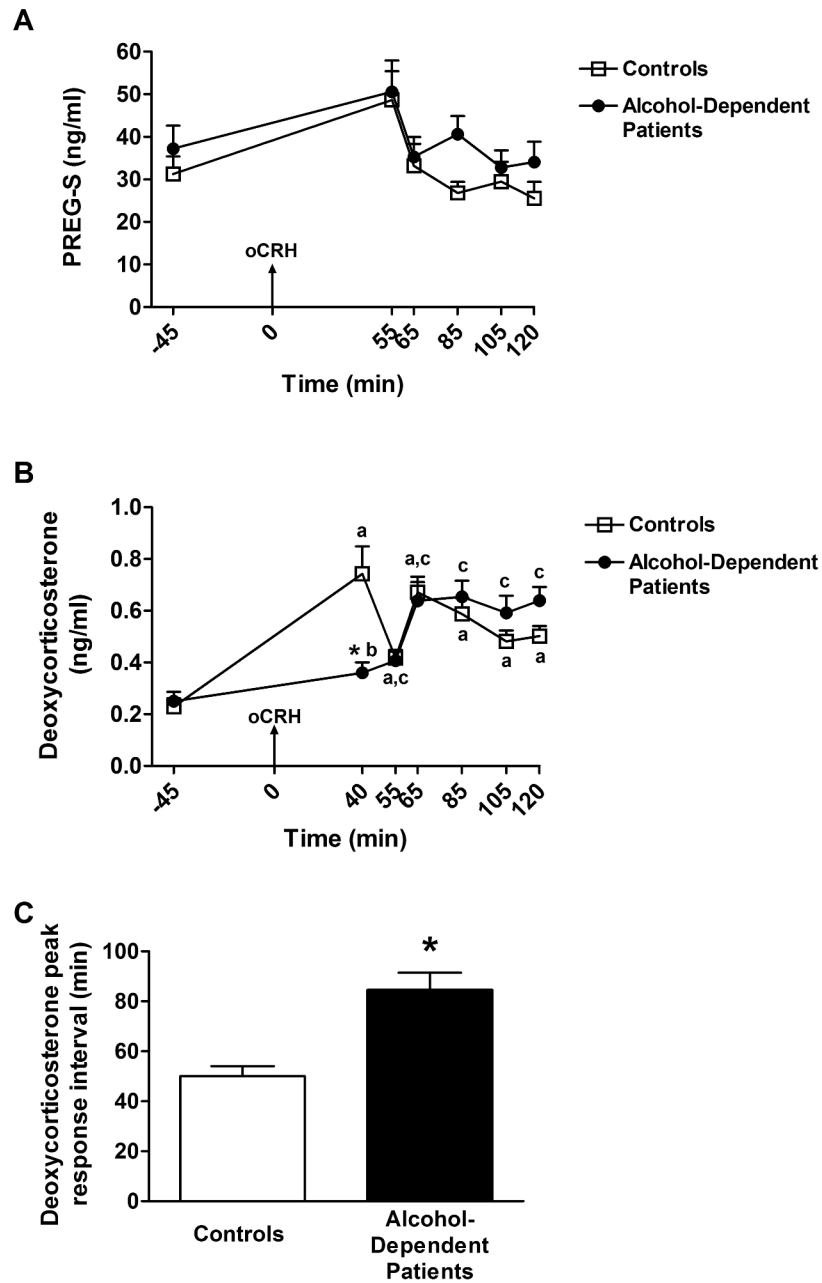 A
PREG-S (ng/ml)
60
50
40
30
20
10
0
oCRH
-45
0
55
65
85
105
120
Time (min)
Controls
Alcohol-Dependent
Patients
B
Deoxycorticosterone
(ng/ml)
1.0
0.8
0.6
0.4
0.2
0.0
a
* b
a,c
a,c
c
a
c
a
c
a
oCRH
-45
0
40
55
65
85
105
120
Time (min)
Controls
Alcohol-Dependent
Patients
C
Deoxycorticosterone peak
response interval (min)
100
80
60
40
20
0
*
Controls
Alcohol-
Dependent
Patients